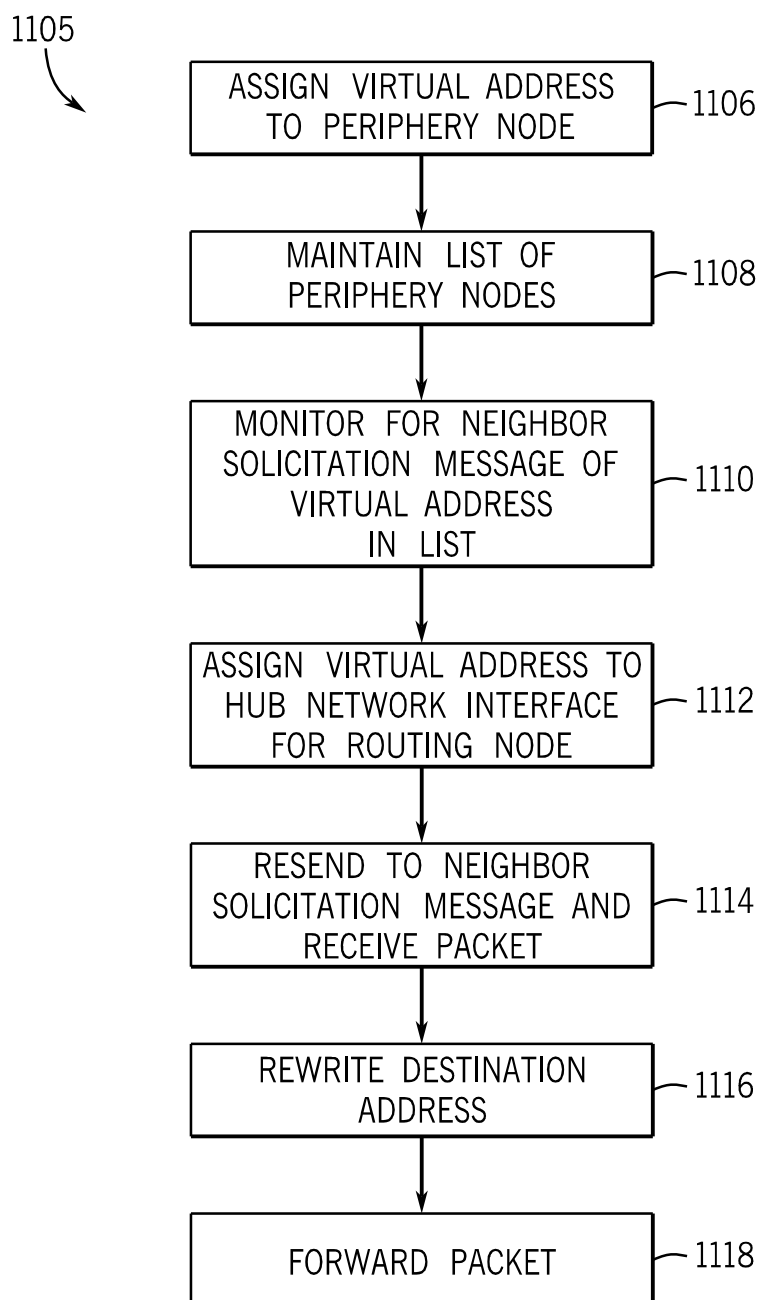 1105
ASSIGN VIRTUAL ADDRESS
TO PERIPHERY NODE
1106
MAINTAIN LIST OF
PERIPHERY NODES
1108
MONITOR FOR NEIGHBOR
SOLICITATION MESSAGE OF
VIRTUAL ADDRESS
IN LIST
1110
ASSIGN VIRTUAL ADDRESS TO
HUB NETWORK INTERFACE
FOR ROUTING NODE
1112
RESEND TO NEIGHBOR
SOLICITATION MESSAGE AND
RECEIVE PACKET
1114
REWRITE DESTINATION
ADDRESS
1116
FORWARD PACKET
1118